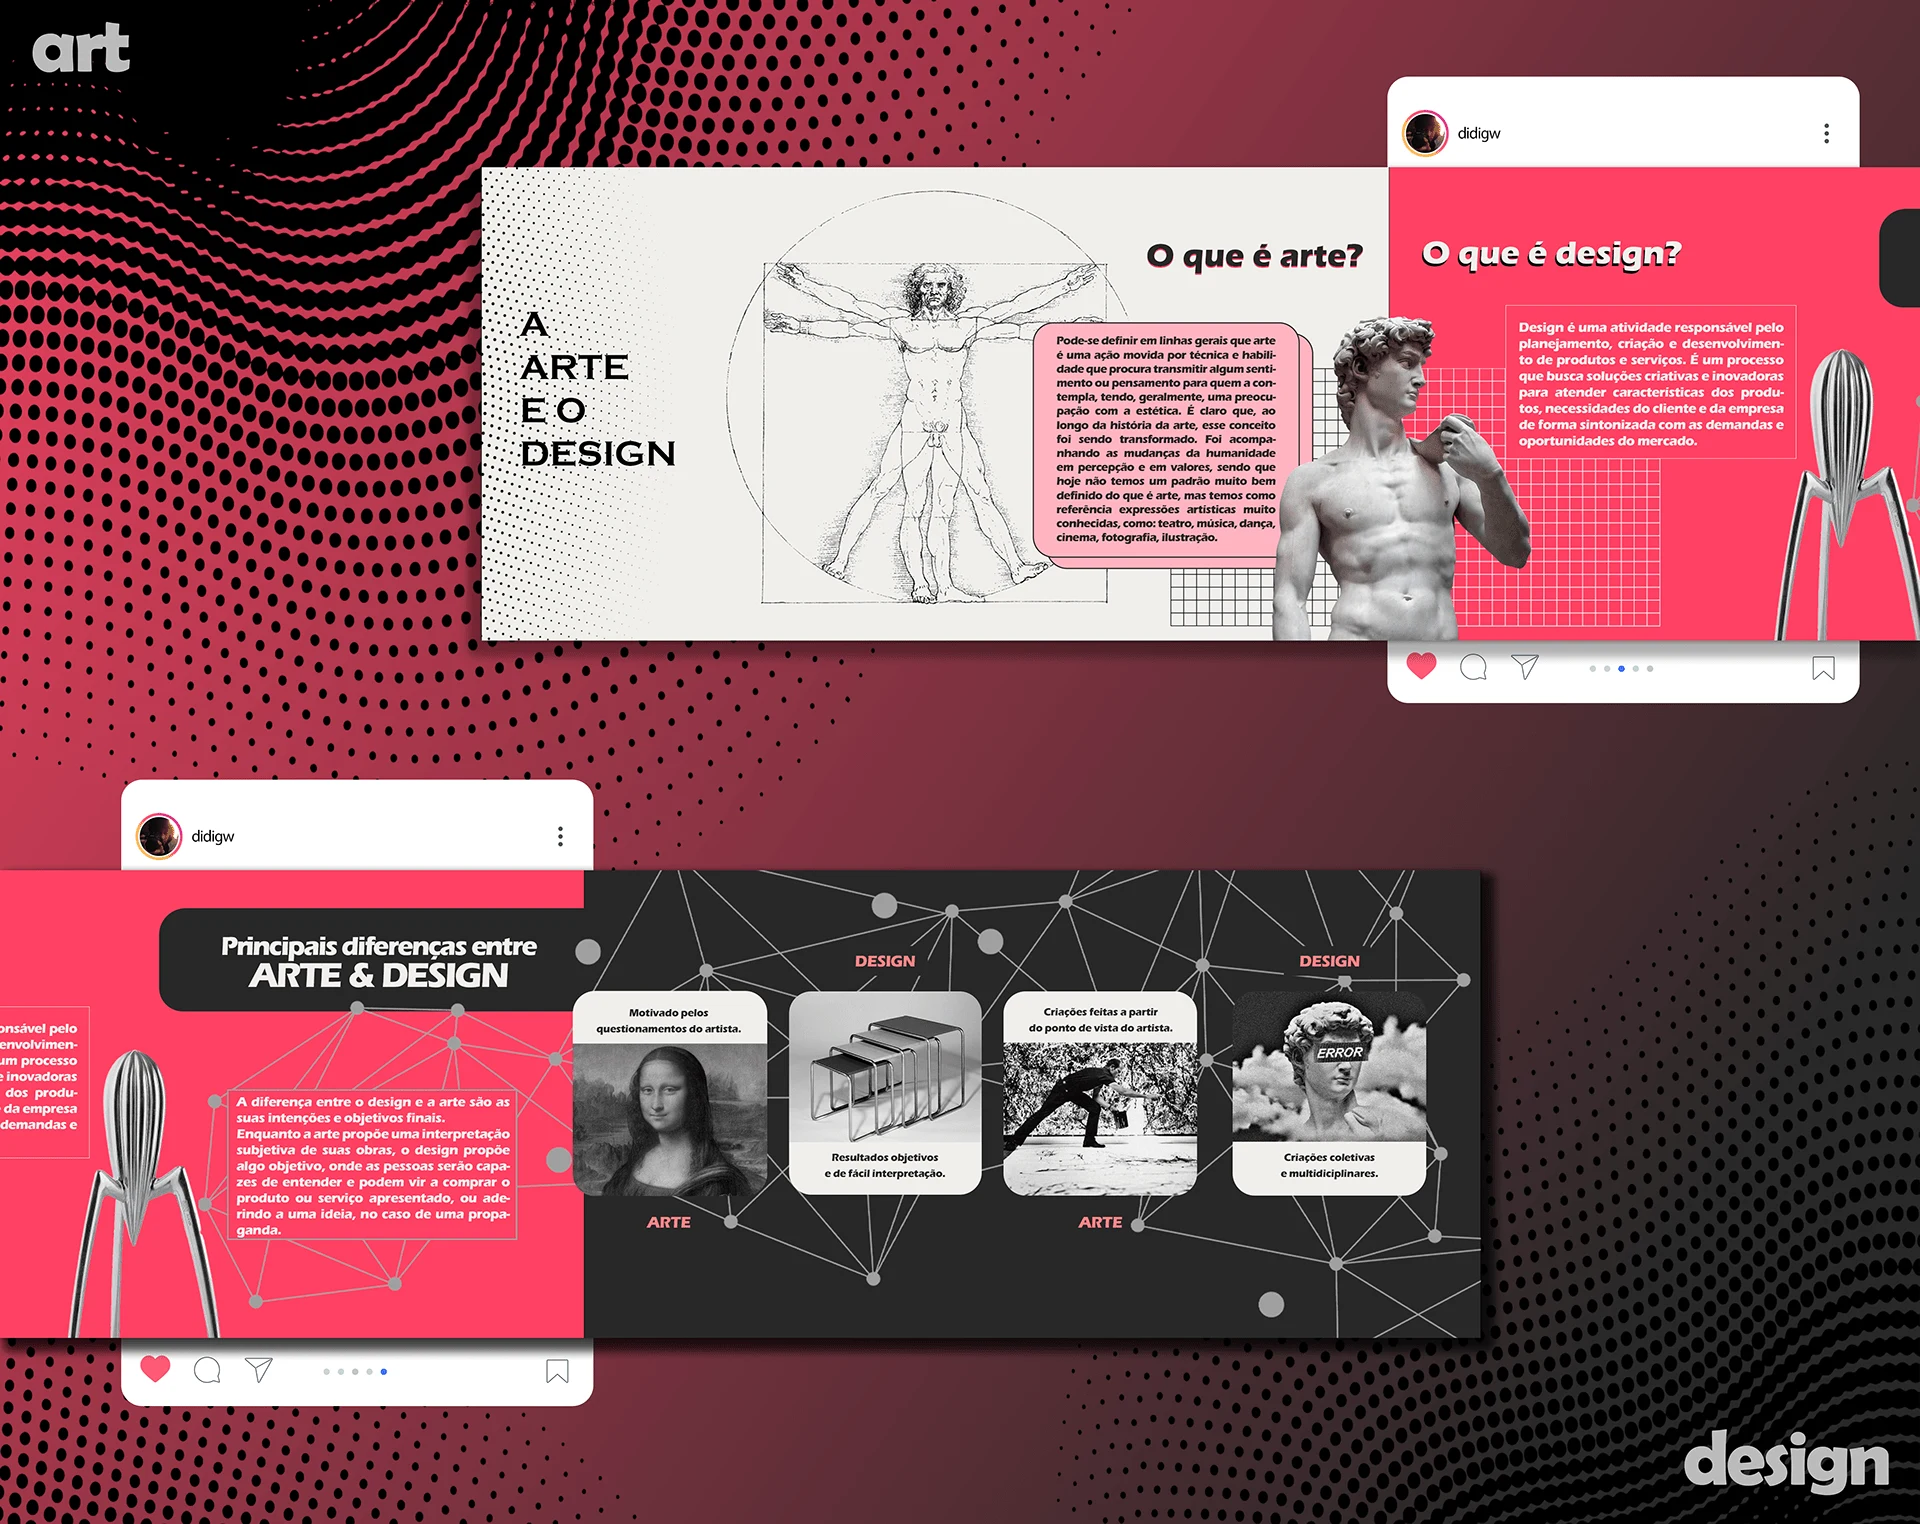 art
didigw
A
ARTE
E O
DESIGN
O que é arte?
Pode-se definir em linhas gerais que arte
é uma ação movida por técnica e habili-
dade que procura transmitir algum senti-
mento ou pensamento para quem a con-
templa, tendo, geralmente, uma preocu-
pação com a estética. É claro que, ao
longo da história da arte, esse conceito
foi sendo transformado. Foi acompa-
nhando as mudanças da humanidade
em percepção e em valores, sendo que
hoje não temos um padrão muito bem
definido do que é arte, mas temos como
referência expressões artísticas muito
conhecidas, como: teatro, música, dança,
cinema, fotografia, ilustração.
O que é design?
Design é uma atividade responsável pelo
planejamento, criação e desenvolvimen-
to de produtos e serviços. É um processo
que busca soluções criativas e inovadoras
para atender características dos produ-
tos, necessidades do cliente e da empresa
de forma sintonizada com as demandas e
oportunidades do mercado.
didigw
onsável pelo
envolvimen-
um processo
e inovadoras
dos produ-
da empresa
demandas e
Principais diferenças entre
ARTE & DESIGN
A diferença entre o design e a arte são as
suas intenções e objetivos finais.
Enquanto a arte propõe uma interpretação
subjetiva de suas obras, o design propõe
algo objetivo, onde as pessoas serão capa-
zes de entender e podem vir a comprar o
produto ou serviço apresentado, ou ade-
rindo a uma ideia, no caso de uma propa-
ganda.
Motivado pelos
questionamentos do artista.
ARTE
DESIGN
Resultados objetivos
e de fácil interpretação.
Criações feitas a partir
do ponto de vista do artista.
ARTE
DESIGN
ERROR
Criações coletivas
e multidiciplinares.
design